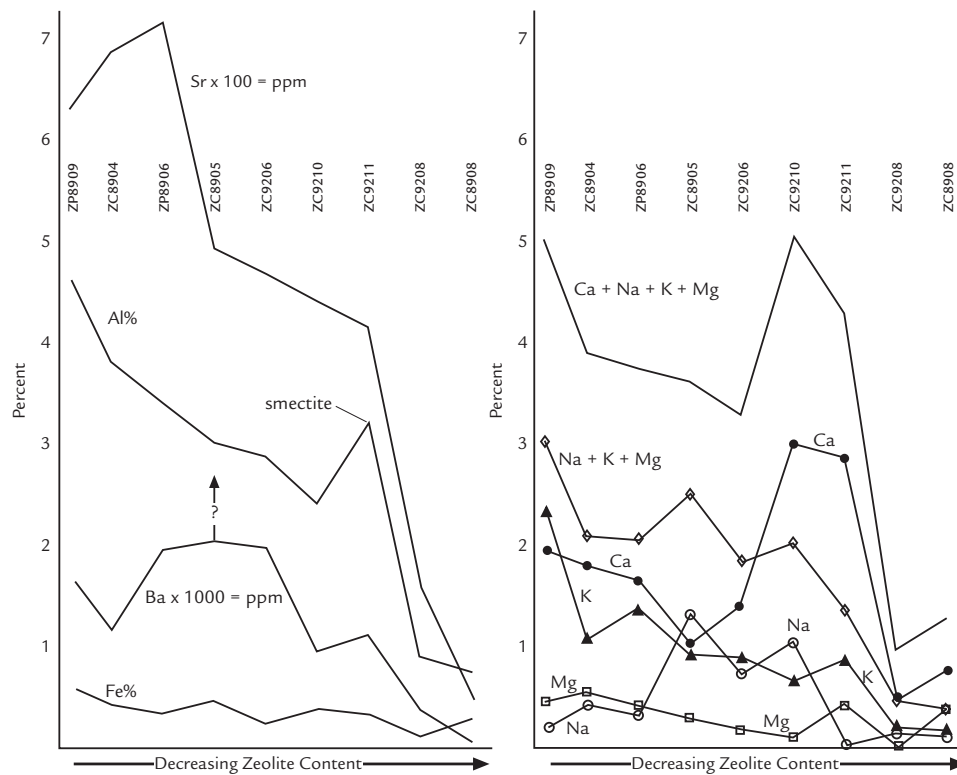 7
6
5
4
3
2
1
Percent
Sr x 100 = ppm
ZP8909
ZC8904
ZP8906
ZC8905
ZC9206
ZC9210
ZC9211
ZC9208
ZC8908
Al%
smectite
?
Ba x 1000 = ppm
Fe%
Decreasing Zeolite Content
7
6
5
4
3
2
1
Percent
ZP8909
ZC8904
ZP8906
ZC8905
ZC9206
ZC9210
ZC9211
ZC9208
ZC8908
Ca + Na + K + Mg
Ca
Na + K + Mg
Ca
K
Na
K
Mg
Mg
Na
Decreasing Zeolite Content